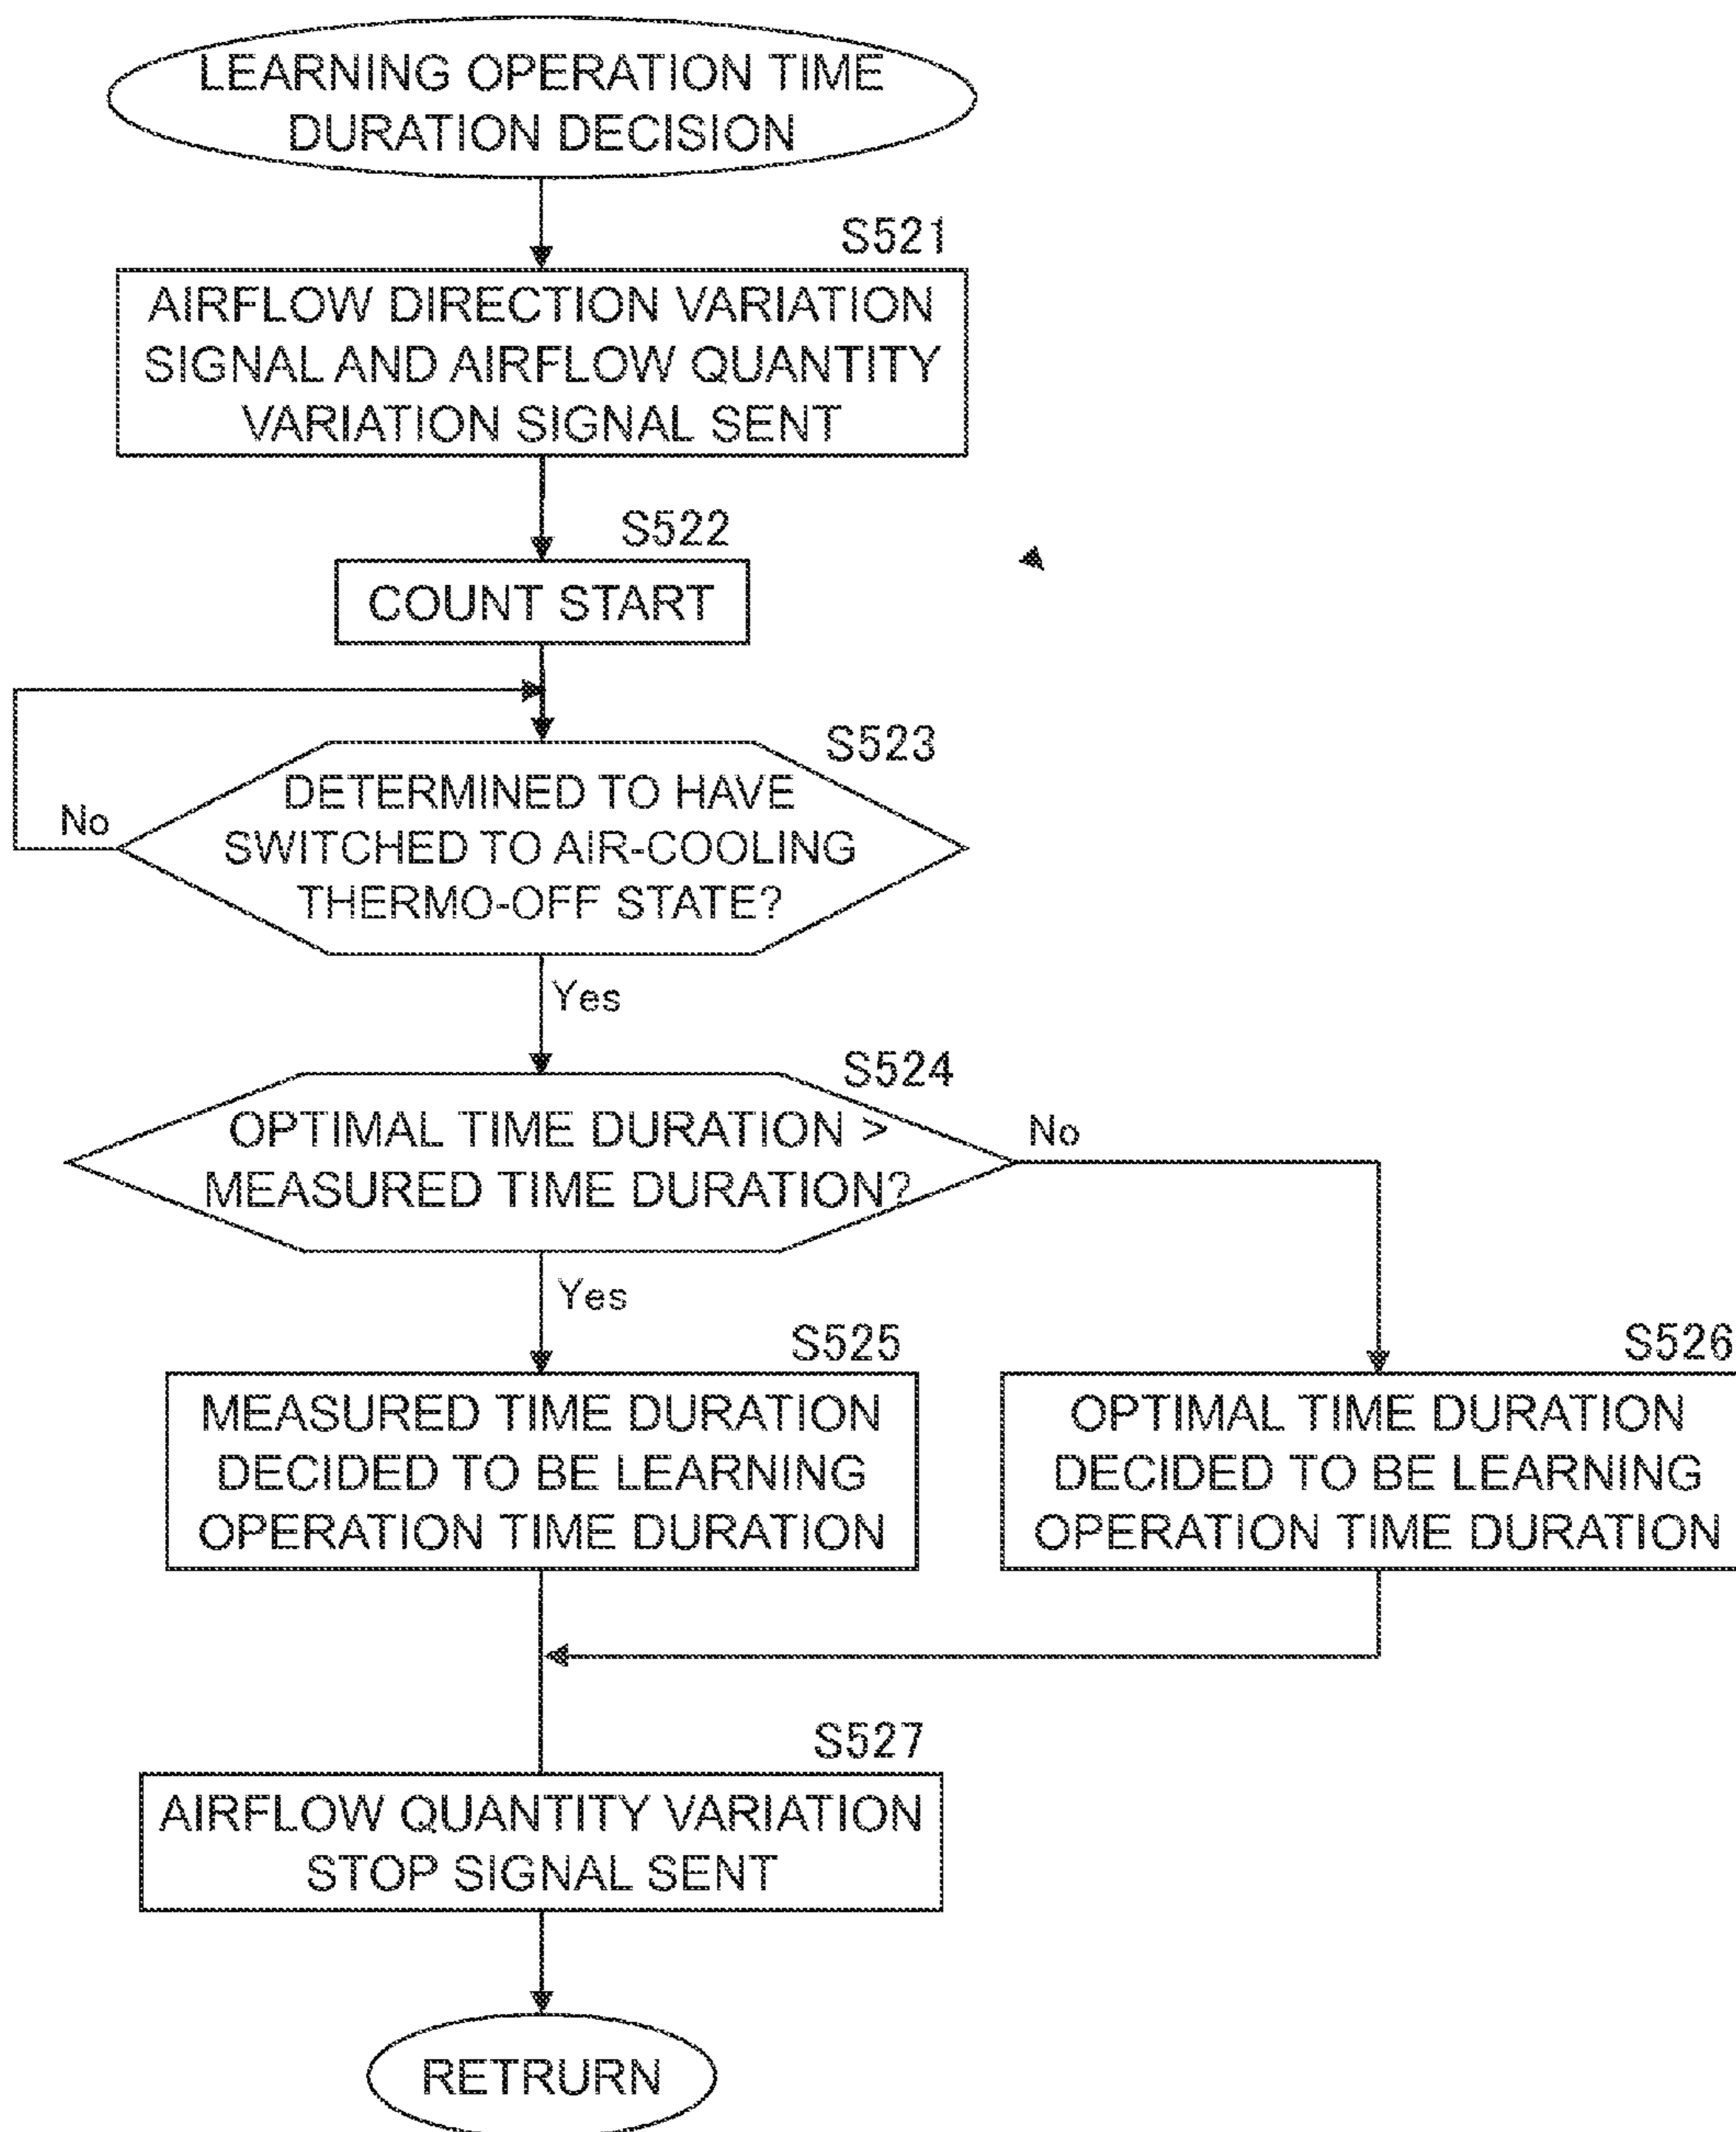 LEARNING OPERATION TIME
DURATION DECISION
S521
AIRFLOW DIRECTION VARIATION
SIGNAL AND AIRFLOW QUANTITY
VARIATION SIGNAL SENT
S522
COUNT START
S523
DETERMINED TO HAVE
SWITCHED TO AIR-COOLING
THERMO-OFF STATE?
No
Yes
S524
OPTIMAL TIME DURATION >
MEASURED TIME DURATION?
No
Yes
S525
MEASURED TIME DURATION
DECIDED TO BE LEARNING
OPERATION TIME DURATION
S526
OPTIMAL TIME DURATION
DECIDED TO BE LEARNING
OPERATION TIME DURATION
S527
AIRFLOW QUANTITY VARIATION
STOP SIGNAL SENT
RETRURN